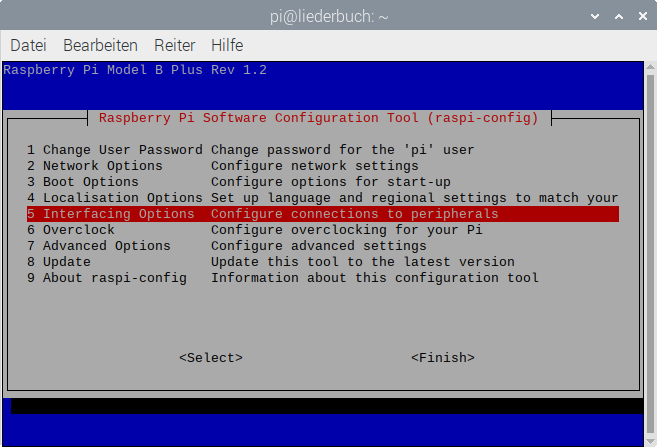 pi@liederbuch: ~
Datei Bearbeiten Reiter Hilfe
Raspberry Pi Model B Plus Rev 1.2
Raspberry Pi Software Configuration Tool (raspi-config)
1 Change User Password Change password for the 'pi' user
2 Network Options Configure network settings
3 Boot Options Configure options for start-up
4 Localisation Options Set up language and regional settings to match your
5 Interfacing Options Configure connections to peripherals
6 Overclock Configure overclocking for your Pi
7 Advanced Options Configure advanced settings
8 Update Update this tool to the latest version
9 About raspi-config Information about this configuration tool
<Select> <Finish>